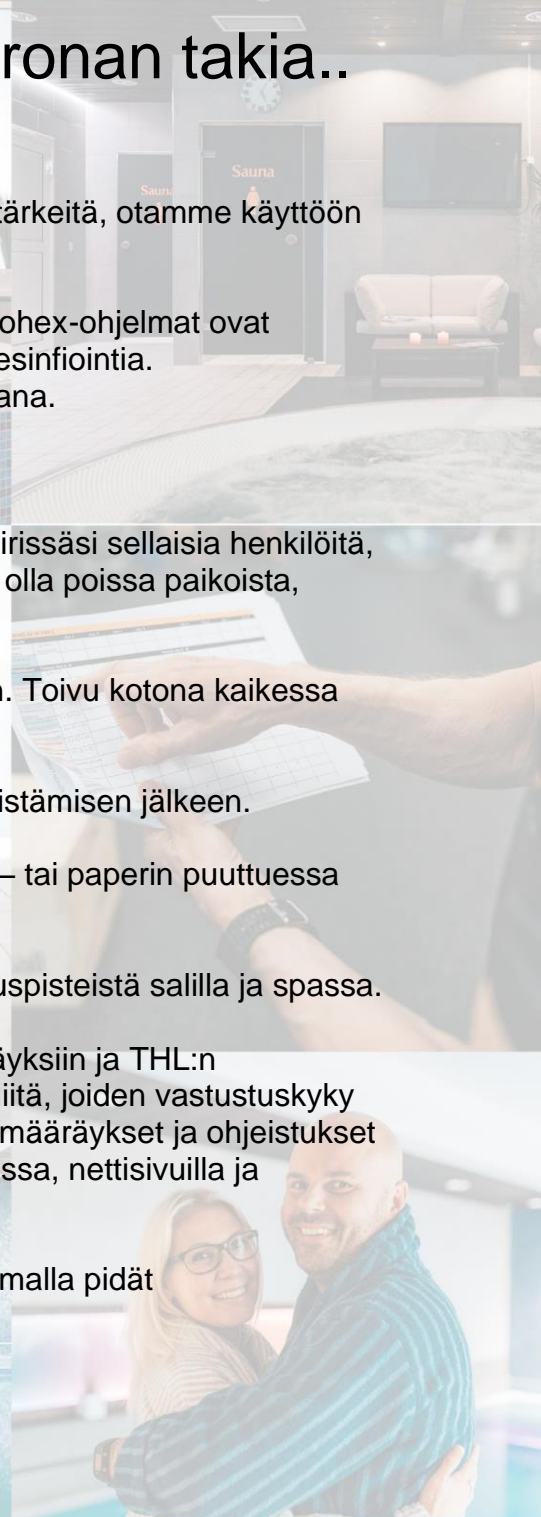 ronan takia..
Sauna
Sauna
tärkeitä, otamme käyttöön
ohex-ohjelmat ovat
esinfiointia.
ana.
irissäsi sellaisia henkilöitä,
olla poissa paikoista,
n. Toivu kotona kaikessa
istämisen jälkeen.
– tai paperin puuttuessa
uspisteistä salilla ja spassa.
äyksiin ja THL:n
iitä, joiden vastustuskyky
määräykset ja ohjeistukset
ssa, nettisivuilla ja
malla pidät